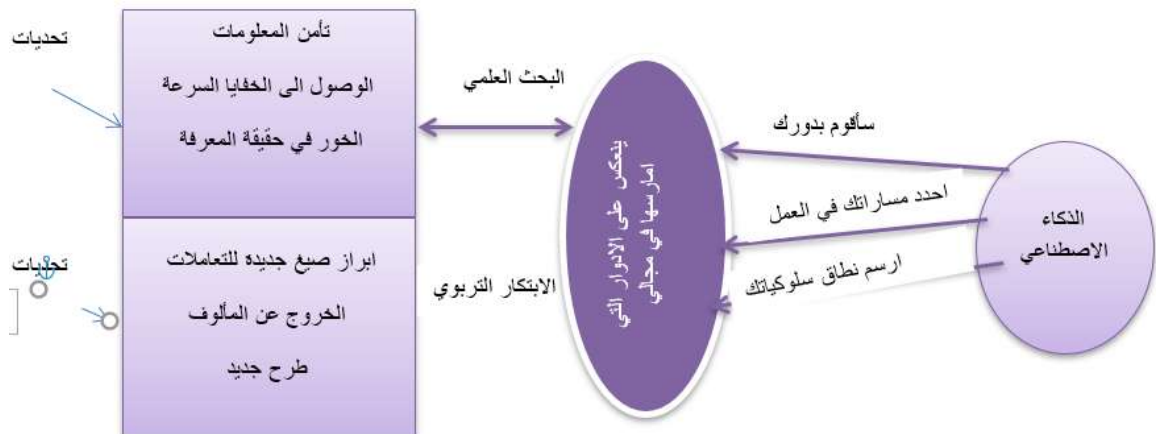 الذكاء
الاصطناعي
سأقوم بدورك
احدد مساراتك في العمل
ارسم نطاق سلوكياتك
ينعكس على الادوار التي
امارسها في مجالي
البحث العلمي
الابتكار التربوي
تأمن المعلومات
الوصول الى الخفايا السرعة
الخور في حقيقة المعرفة
ابراز صيغ جديدة للتعاملات
الخروج عن المألوف
طرح جديد
تحديات
تحديات